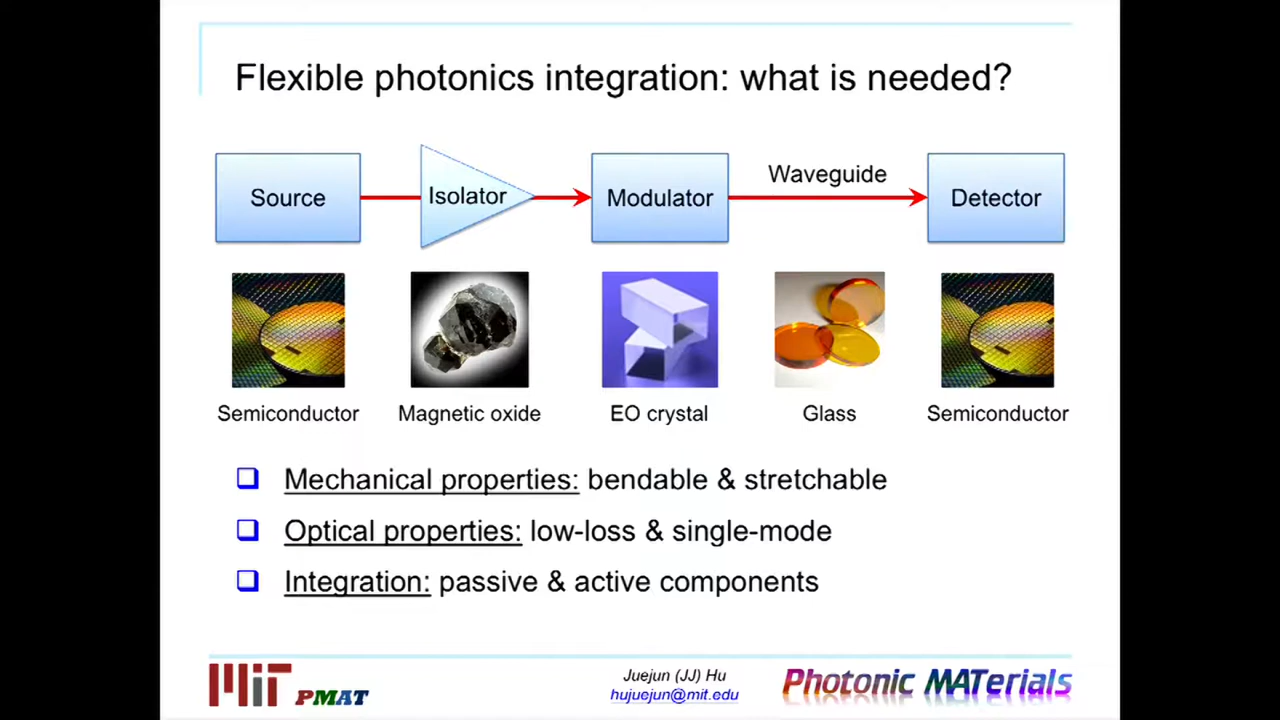 Flexible photonics integration: what is needed?
Source
Isolator
Modulator
Waveguide
Detector
Semiconductor
Magnetic oxide
EO crystal
Glass
Semiconductor
Mechanical properties: bendable & stretchable
Optical properties: low-loss & single-mode
Integration: passive & active components
MIT PMAT
Juejun (JJ) Hu
hujuejun@mit.edu
Photonic MATerials